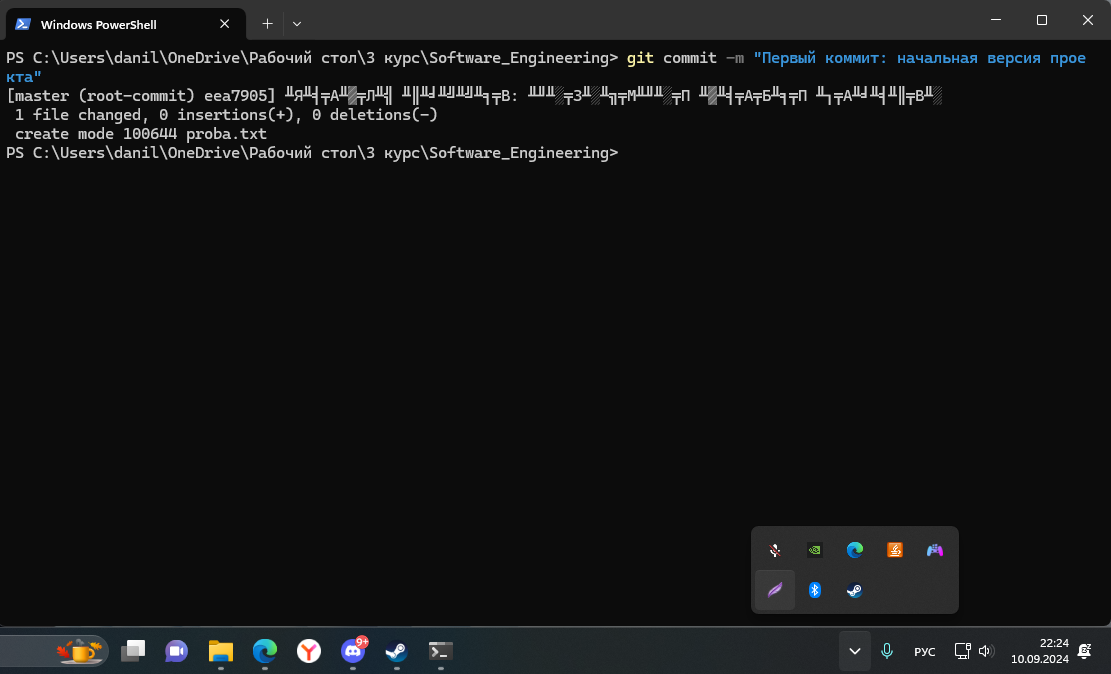 Windows PowerShell
PS C:\Users\danil\OneDrive\Рабочий стол\3 курс\Software_Engineering> git commit -m "Первый коммит: начальная версия прое
кта"
[master (root-commit) eea7905]
1 file changed, 0 insertions(+), 0 deletions(-)
create mode 100644 proba.txt
PS C:\Users\danil\OneDrive\Рабочий стол\3 курс\Software_Engineering>
9+
РУС
22:24
10.09.2024